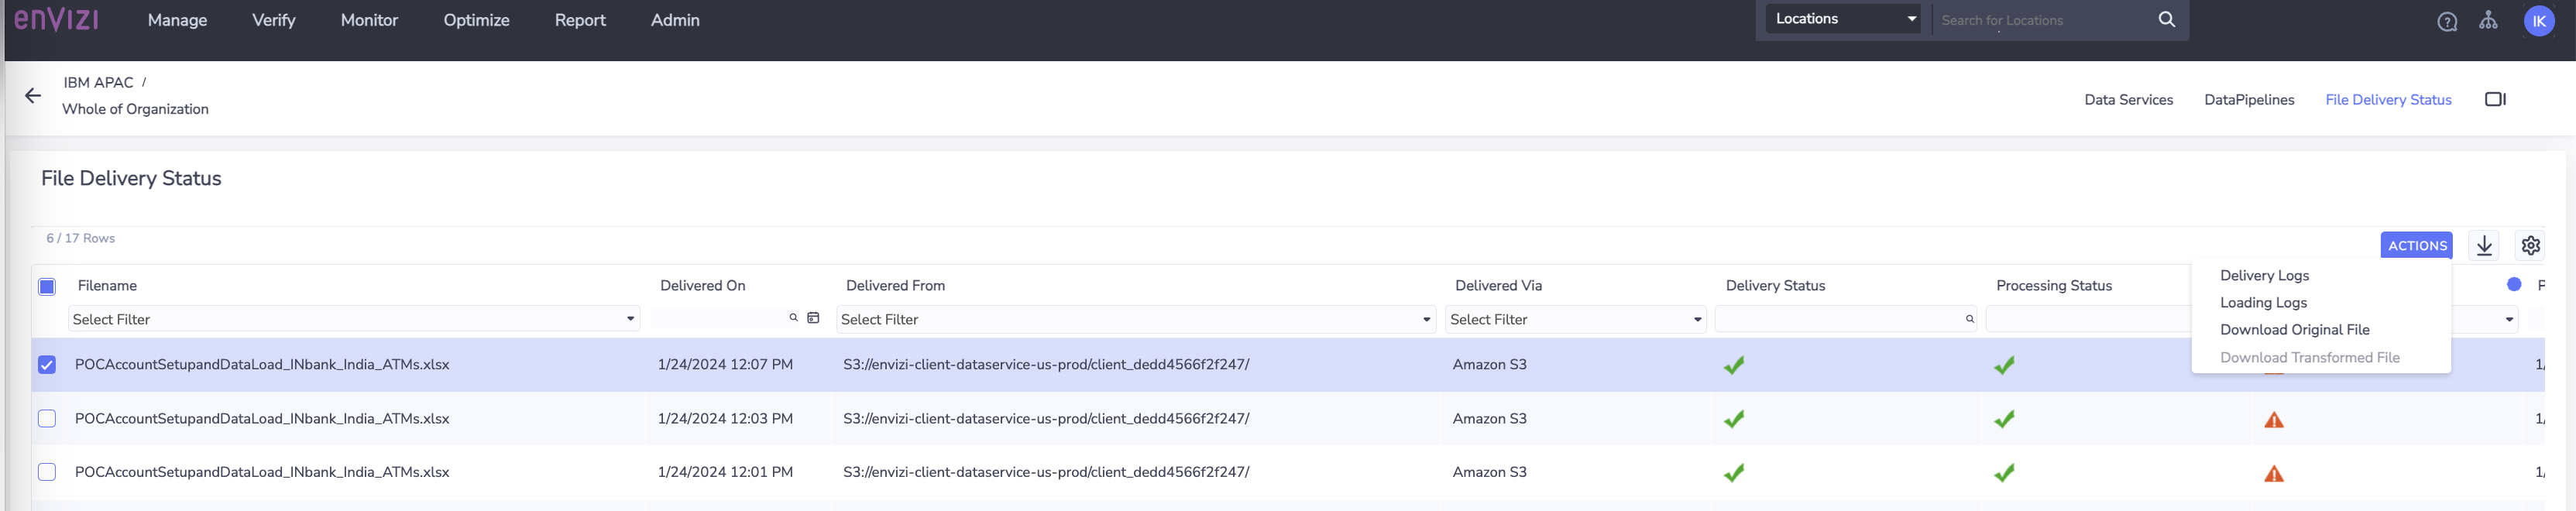 enVIZI Manage Verify Monitor Optimize Report Admin Locations Search for Locations IK
IBM APAC /
Whole of Organization
Data Services DataPipelines File Delivery Status
File Delivery Status
6 / 17 Rows
ACTIONS
Delivery Logs
Loading Logs
Download Original File
Download Transformed File
Filename Delivered On Delivered From Delivered Via Delivery Status Processing Status P
Select Filter Select Filter Select Filter
POCAccountSetupandDataLoad_INbank_India_ATMs.xlsx 1/24/2024 12:07 PM S3://envizi-client-dataservice-us-prod/client_dedd4566f2f247/ Amazon S3 1/
POCAccountSetupandDataLoad_INbank_India_ATMs.xlsx 1/24/2024 12:03 PM S3://envizi-client-dataservice-us-prod/client_dedd4566f2f247/ Amazon S3 1/
POCAccountSetupandDataLoad_INbank_India_ATMs.xlsx 1/24/2024 12:01 PM S3://envizi-client-dataservice-us-prod/client_dedd4566f2f247/ Amazon S3 1/